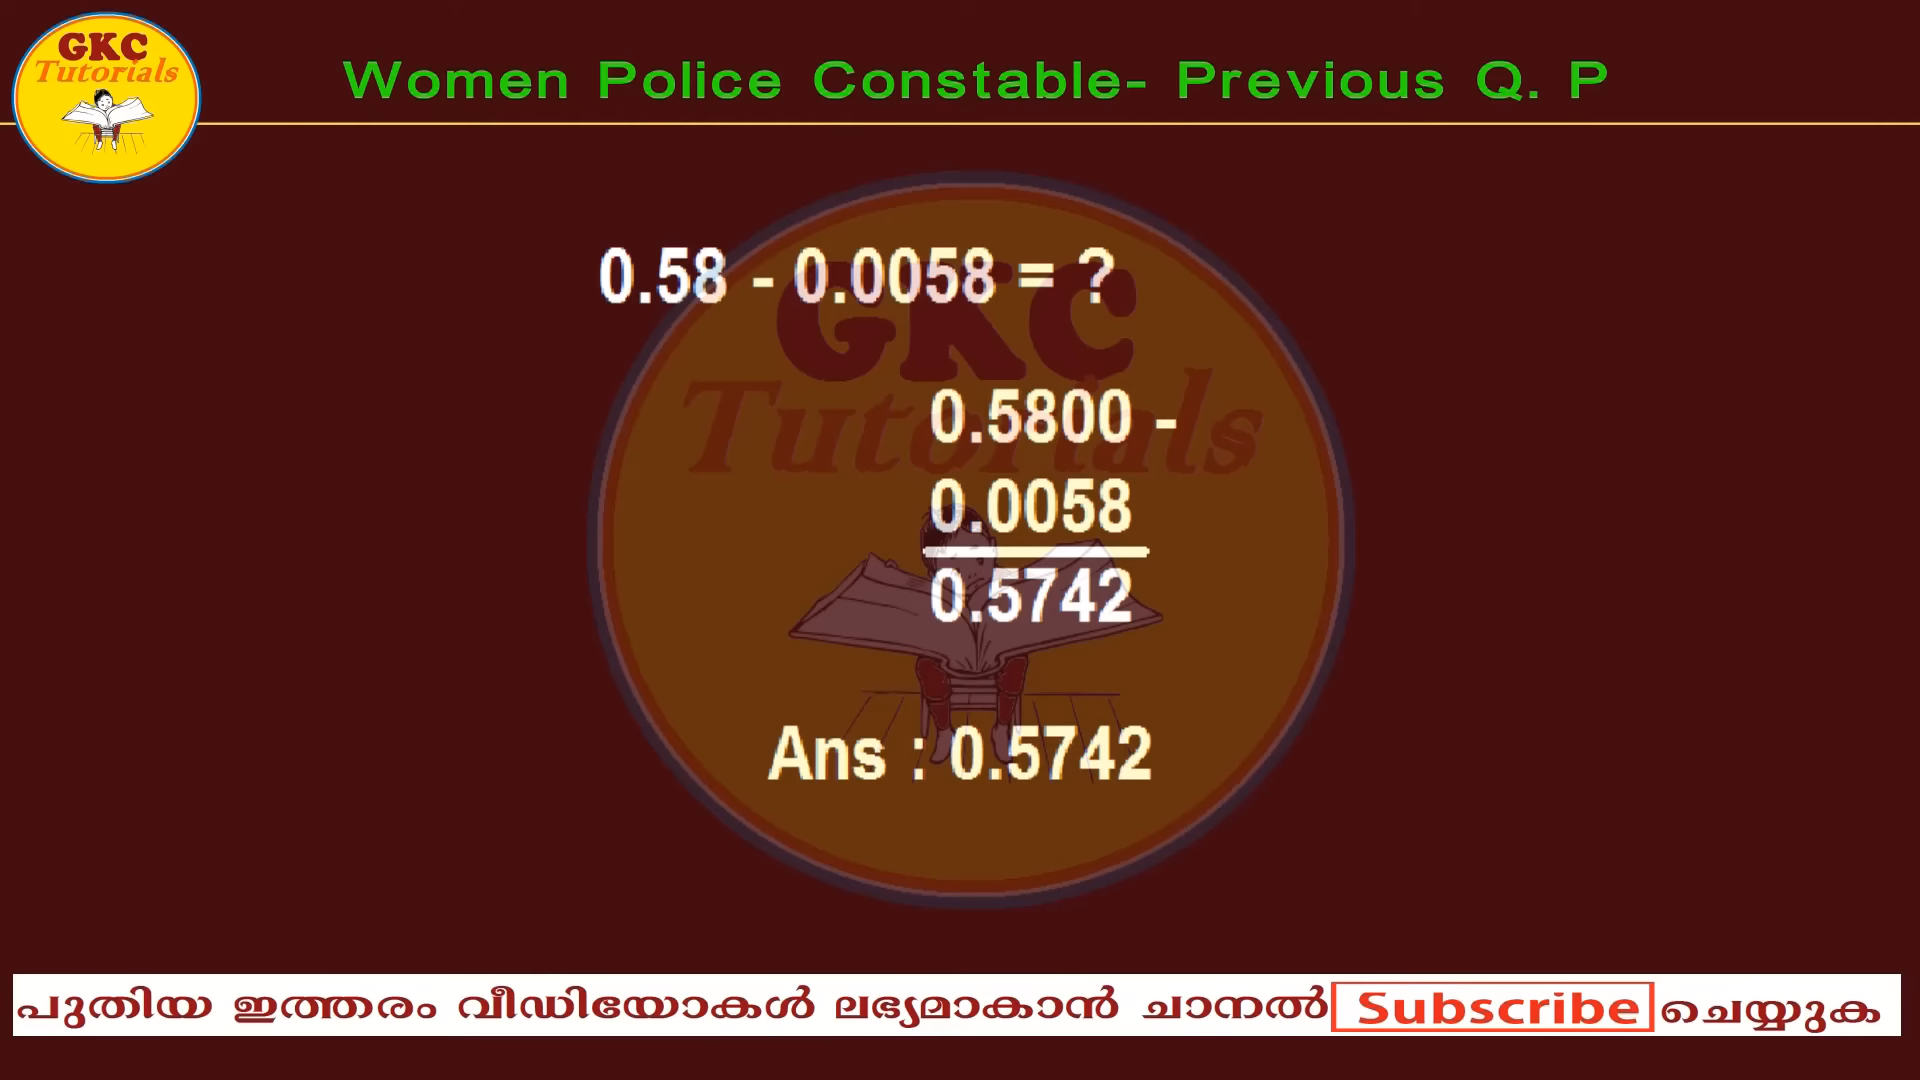 GKC
Tutorials
Women Police Constable- Previous Q. P
0.58 - 0.0058 = ?
GKC
Tutorials
0.5800 -
0.0058
0.5742
Ans : 0.5742
പുതിയ ഇത്തരം വീഡിയോകൾ ലഭ്യമാകാൻ ചാനൽ Subscribe ചെയ്യുക